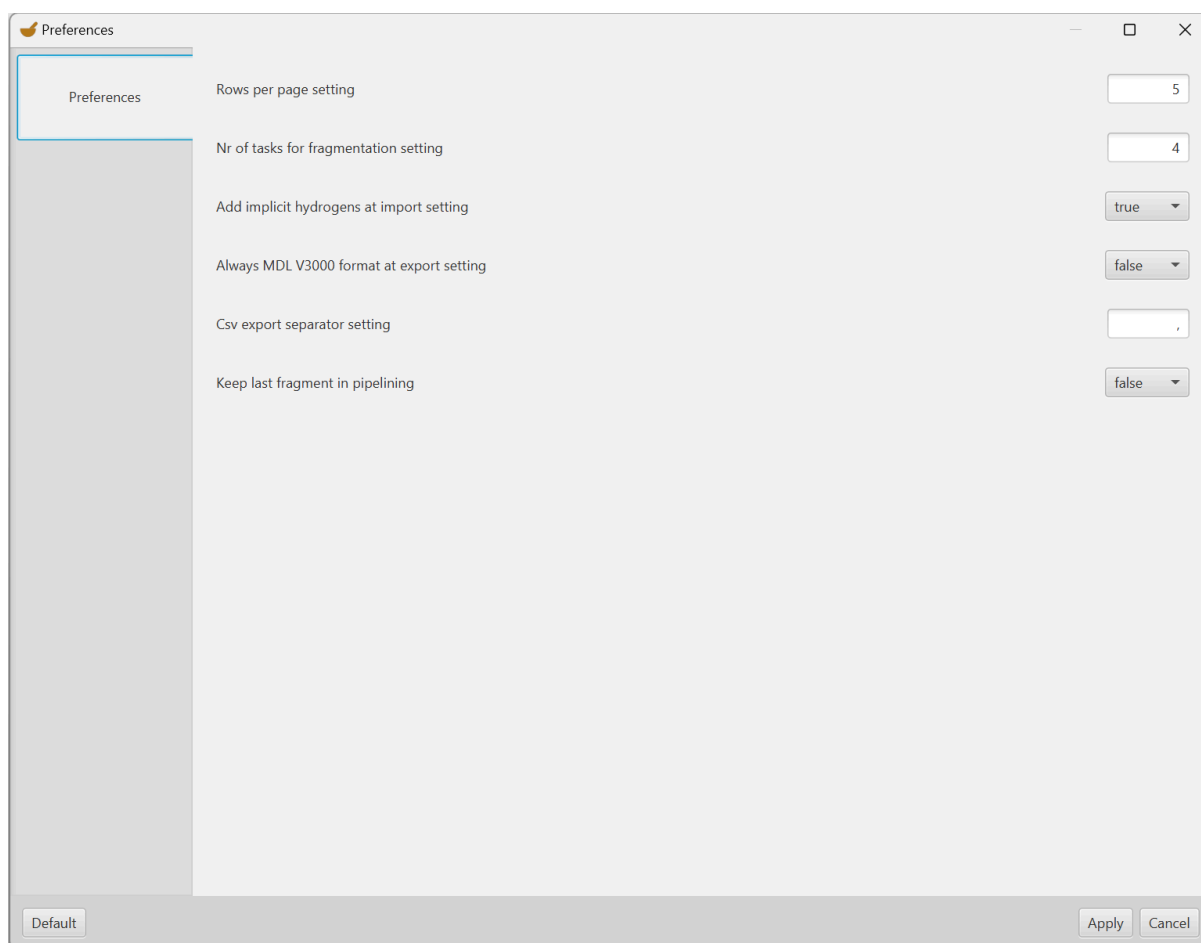 Preferences
Preferences
Rows per page setting 5
Nr of tasks for fragmentation setting 4
Add implicit hydrogens at import setting true
Always MDL V3000 format at export setting false
Csv export separator setting ,
Keep last fragment in pipelining false
Default Apply Cancel